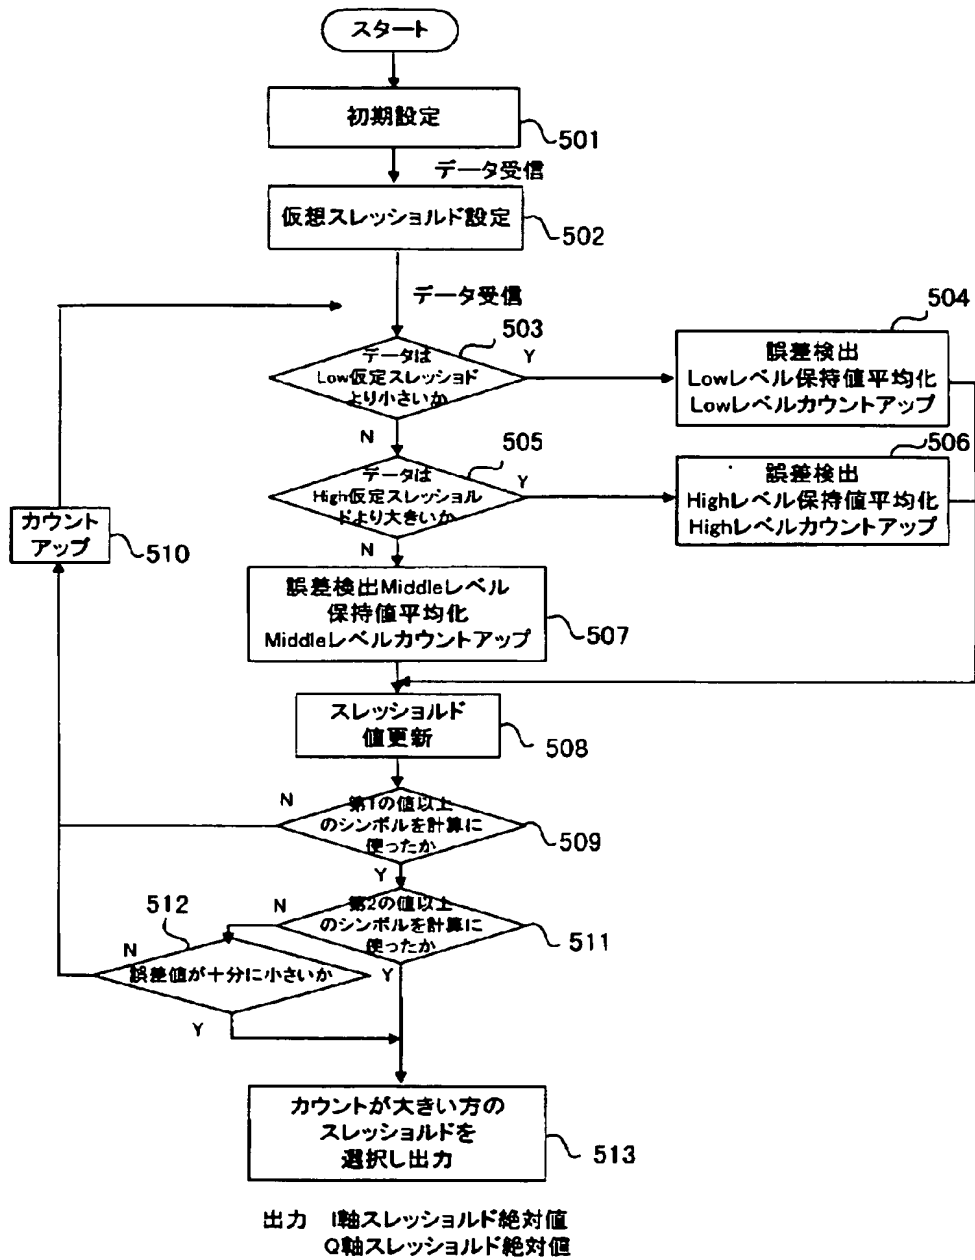 スタート
初期設定
501
データ受信
仮想スレッショルド設定
502
データ受信
503
データは
Low仮定スレッショド
より小さいか
Y
N
504
誤差検出
Lowレベル保持値平均化
Lowレベルカウントアップ
505
データは
High仮定スレッショル
ドより大きいか
Y
N
506
誤差検出
Highレベル保持値平均化
Highレベルカウントアップ
カウント
アップ
510
誤差検出Middleレベル
保持値平均化
Middleレベルカウントアップ
507
スレッショルド
値更新
508
N
第1の値以上
のシンボルを計算に
使ったか
509
Y
512
N
第2の値以上
のシンボルを計算に
使ったか
511
N
誤差値が十分に小さいか
Y
Y
カウントが大きい方の
スレッショルドを
選択し出力
513
出力 I軸スレッショルド絶対値
Q軸スレッショルド絶対値